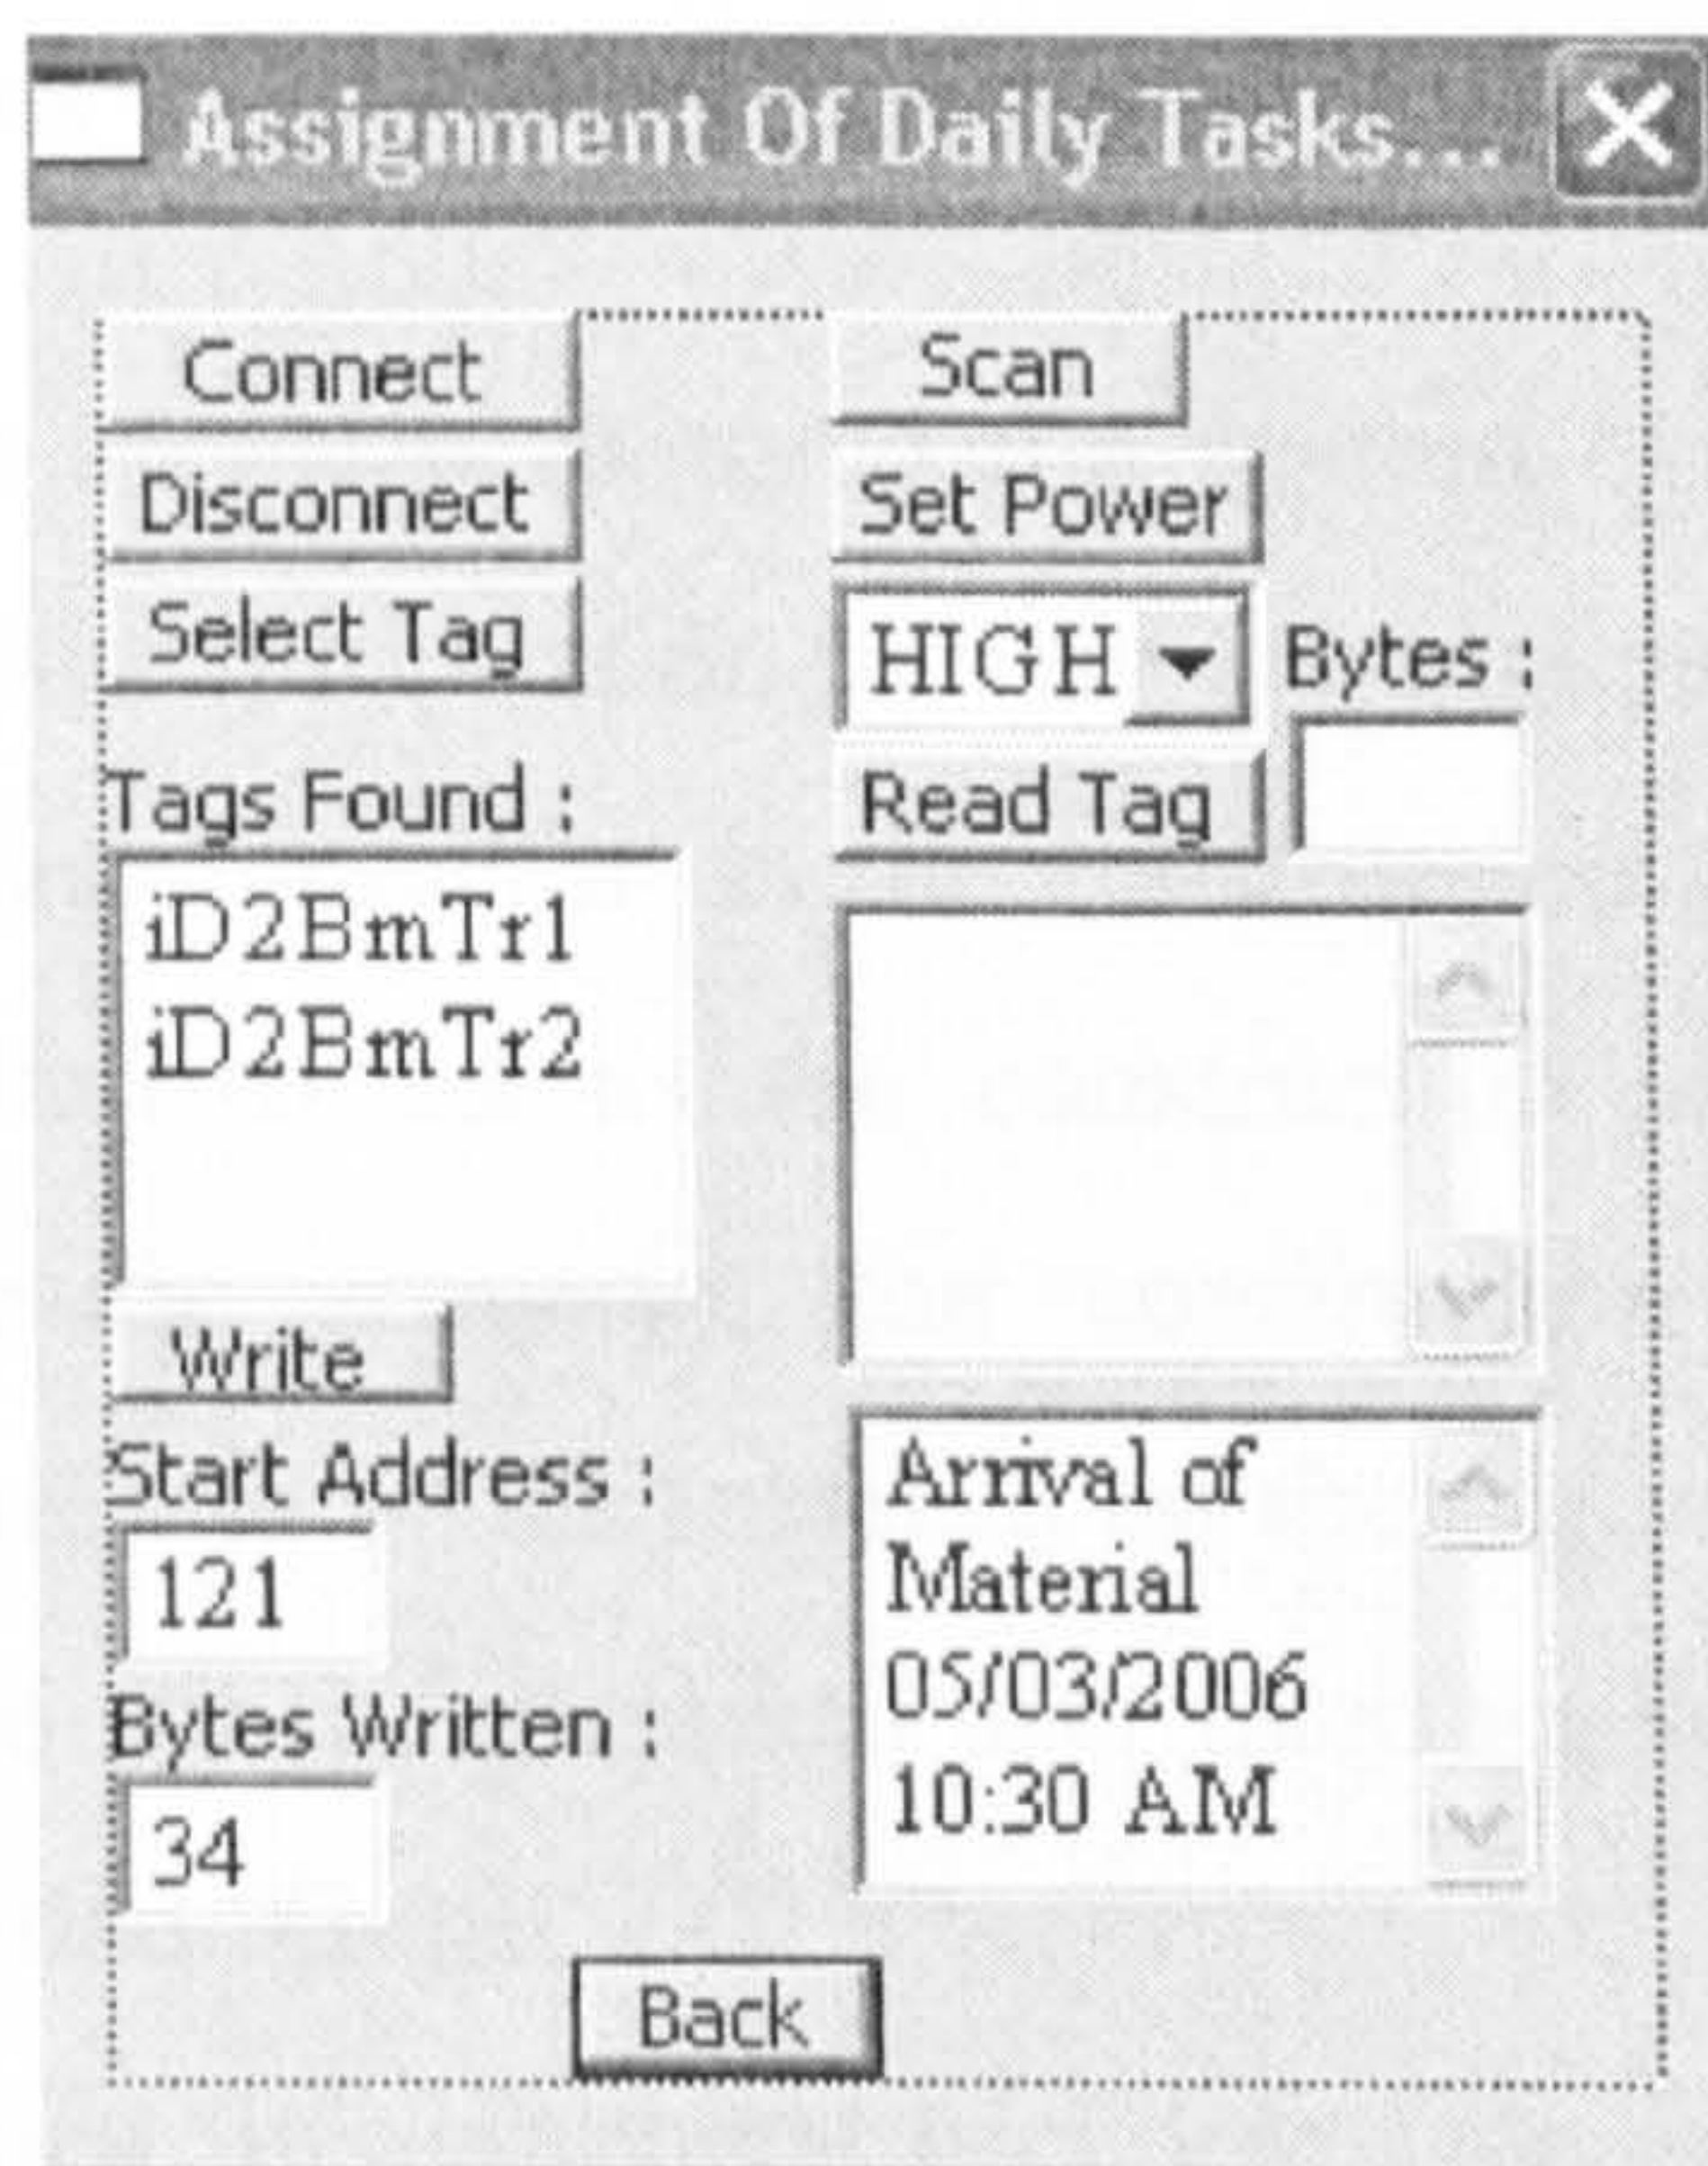 Assignment Of Daily Tasks...
Connect
Scan
Disconnect
Set Power
Select Tag
HIGH
Bytes :
Tags Found :
Read Tag
iD2BmTr1
iD2BmTr2
Write
Start Address :
121
Bytes Written :
34
Arrival of
Material
05/03/2006
10:30 AM
Back